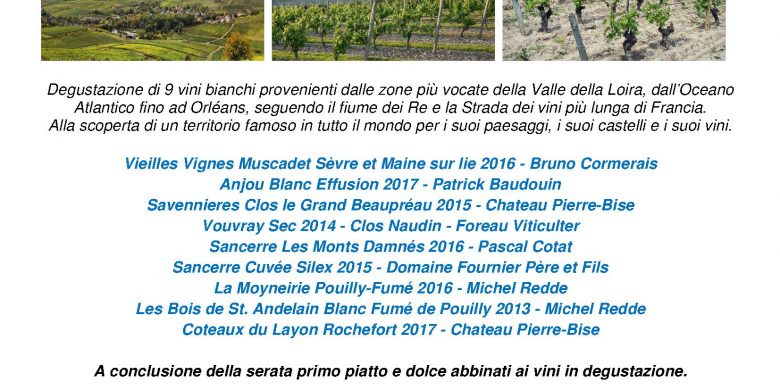 Degustazione di 9 vini bianchi provenienti dalle zone più vocate della Valle della Loira, dall'Oceano
Atlantico fino ad Orléans, seguendo il fiume dei Re e la Strada dei vini più lunga di Francia.
Alla scoperta di un territorio famoso in tutto il mondo per i suoi paesaggi, i suoi castelli e i suoi vini.
Vieilles Vignes Muscadet Sèvre et Maine sur lie 2016 - Bruno Cormerais
Anjou Blanc Effusion 2017 - Patrick Baudouin
Savennieres Clos le Grand Beaupréau 2015 - Chateau Pierre-Bise
Vouvray Sec 2014 - Clos Naudin - Foreau Viticulter
Sancerre Les Monts Damnés 2016 - Pascal Cotat
Sancerre Cuvée Silex 2015 - Domaine Fournier Père et Fils
La Moyneirie Pouilly-Fumé 2016 - Michel Redde
Les Bois de St. Andelain Blanc Fumé de Pouilly 2013 - Michel Redde
Coteaux du Layon Rochefort 2017 - Chateau Pierre-Bise
A conclusione della serata primo piatto e dolce abbinati ai vini in degustazione.